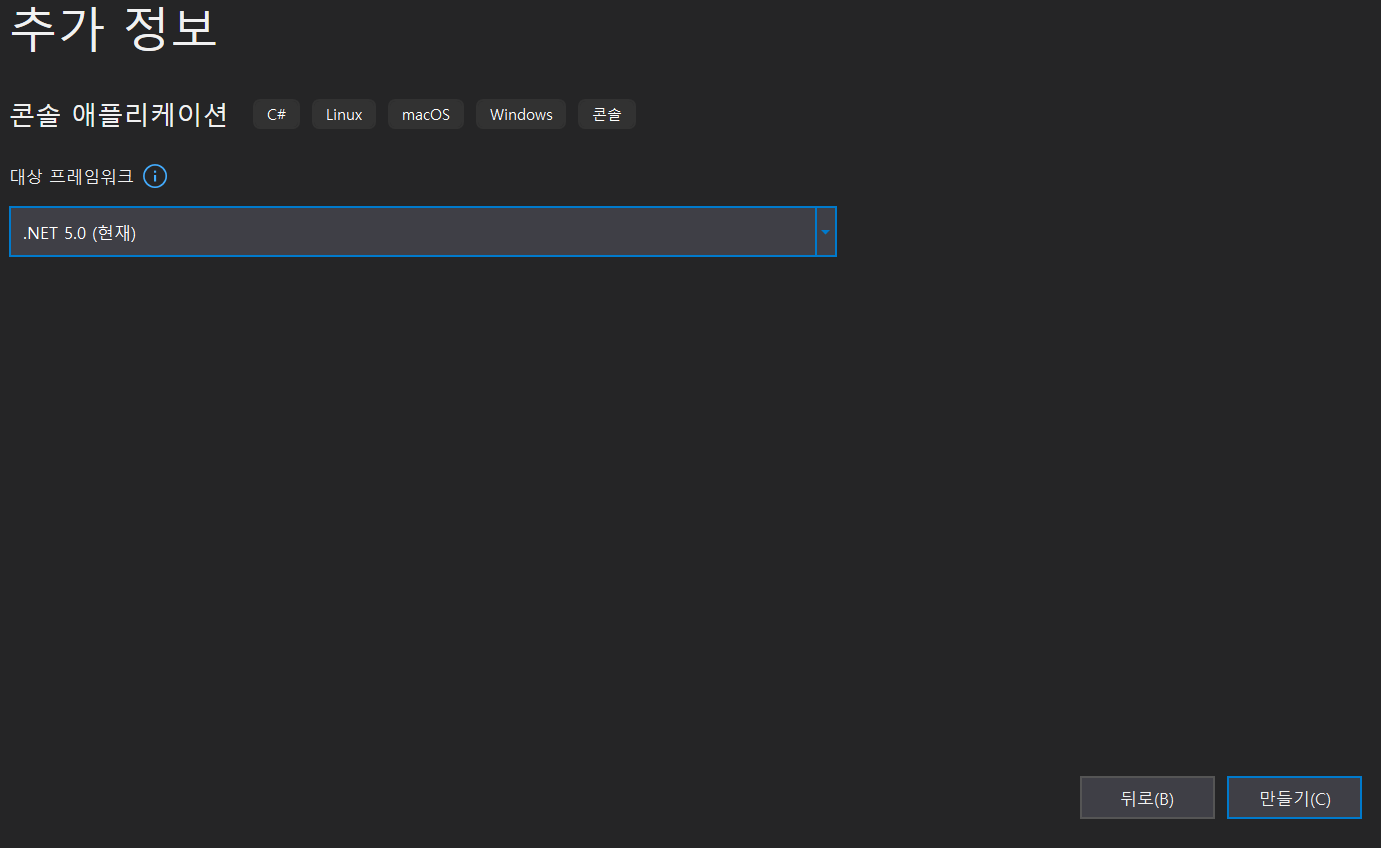 추가 정보
콘솔 애플리케이션 C# Linux macOS Windows 콘솔
대상 프레임워크
.NET 5.0 (현재)
뒤로(B) 만들기(C)